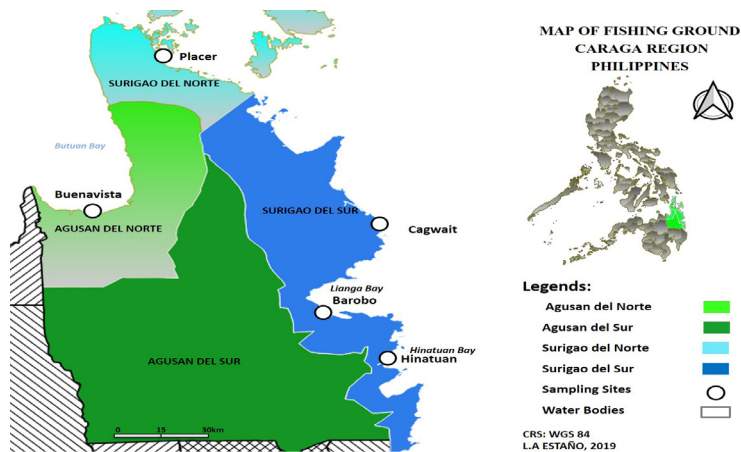 MAP OF FISHING GROUND
CARAGA REGION
PHILIPPINES
Placer
SURIGAO DEL NORTE
Butuan Bay
Buenavista
AGUSAN DEL NORTE
SURIGAO DEL SUR
Cagwait
Lianga Bay
Barobo
Hinatuan Bay
Hinatuan
AGUSAN DEL SUR
0 15 30km
Legends:
Agusan del Norte
Agusan del Sur
Surigao del Norte
Surigao del Sur
Sampling Sites
Water Bodies
CRS: WGS 84
L.A ESTAÑO, 2019